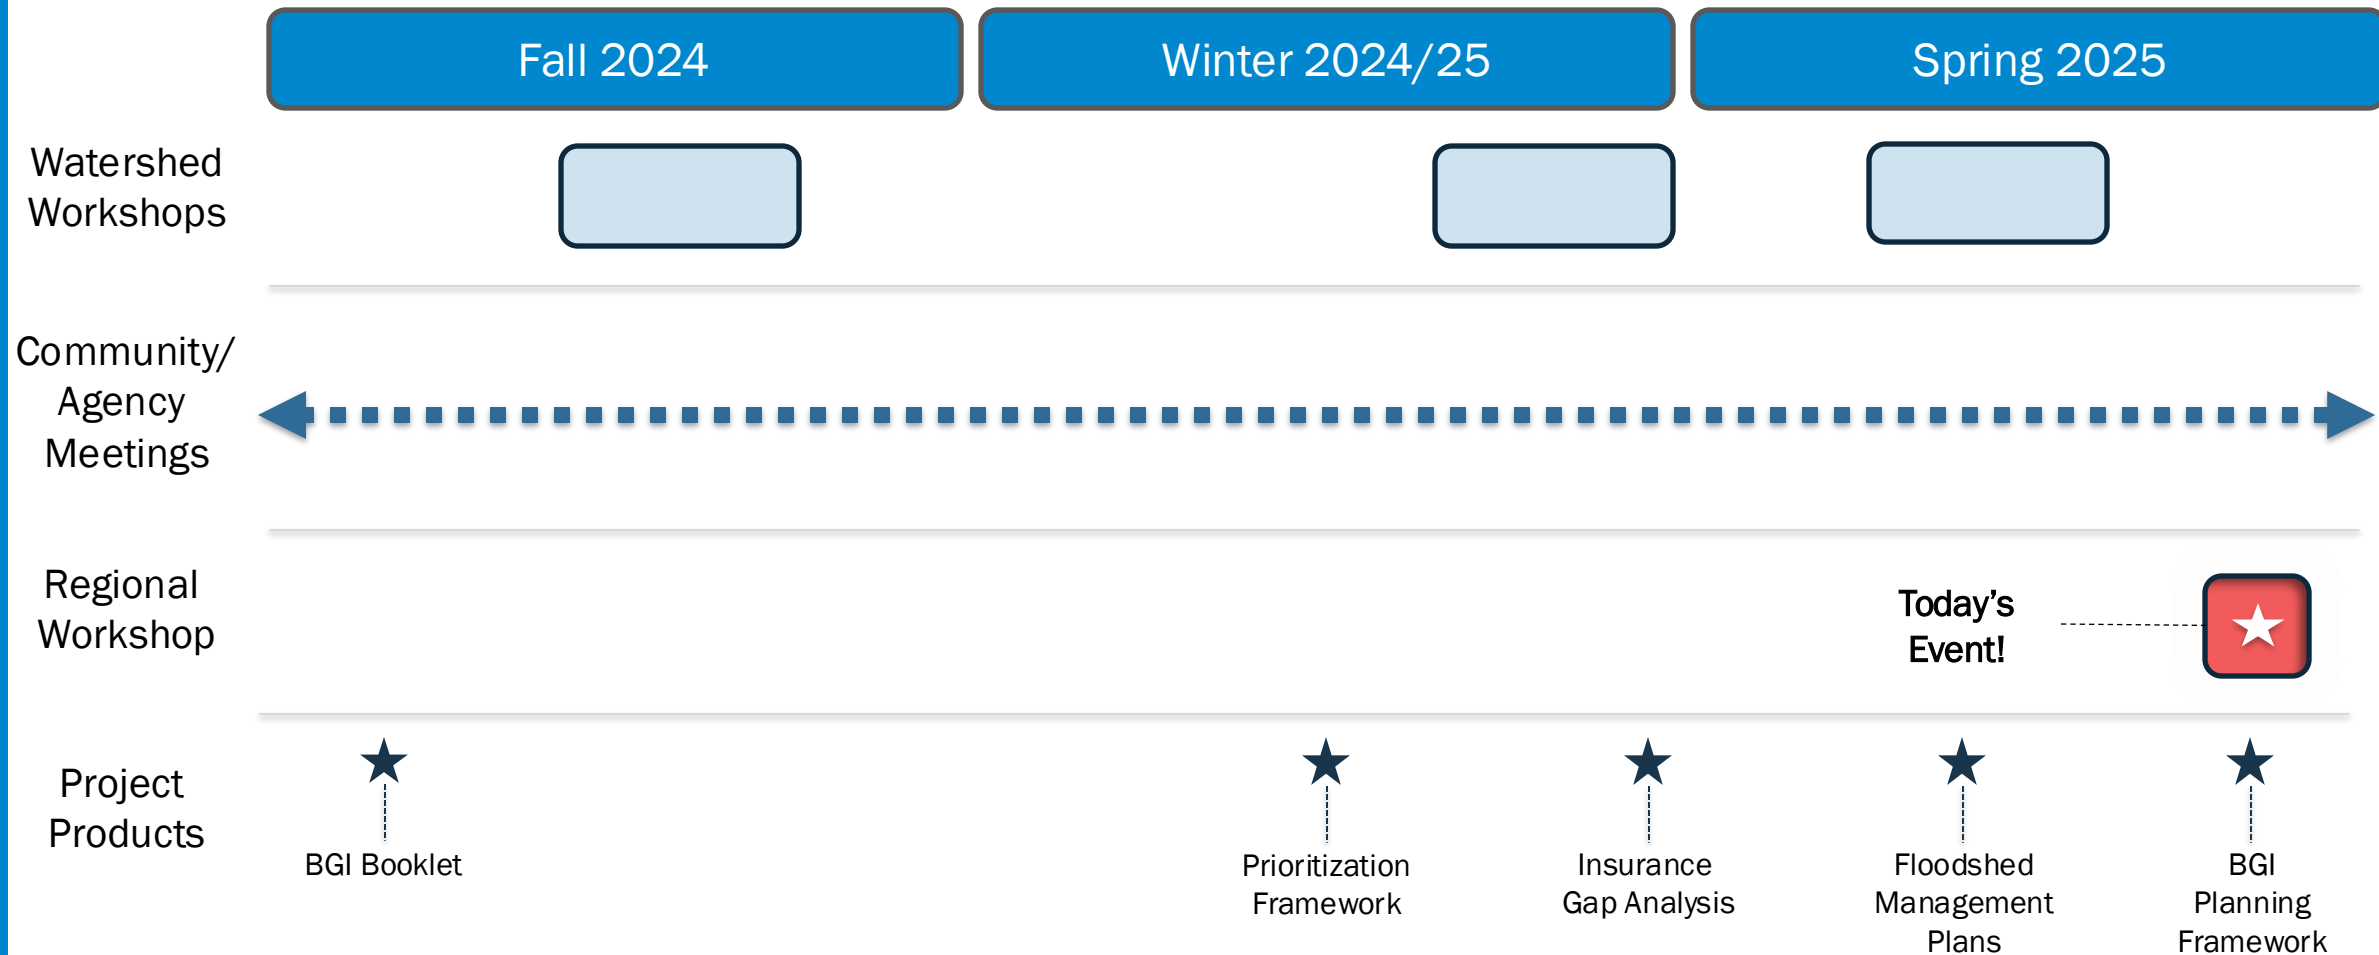 Fall 2024
Winter 2024/25
Spring 2025
Watershed
Workshops
Community/
Agency
Meetings
Regional
Workshop
Today's
Event!
Project
Products
BGI Booklet
Prioritization
Framework
Insurance
Gap Analysis
Floodshed
Management
Plans
BGI
Planning
Framework